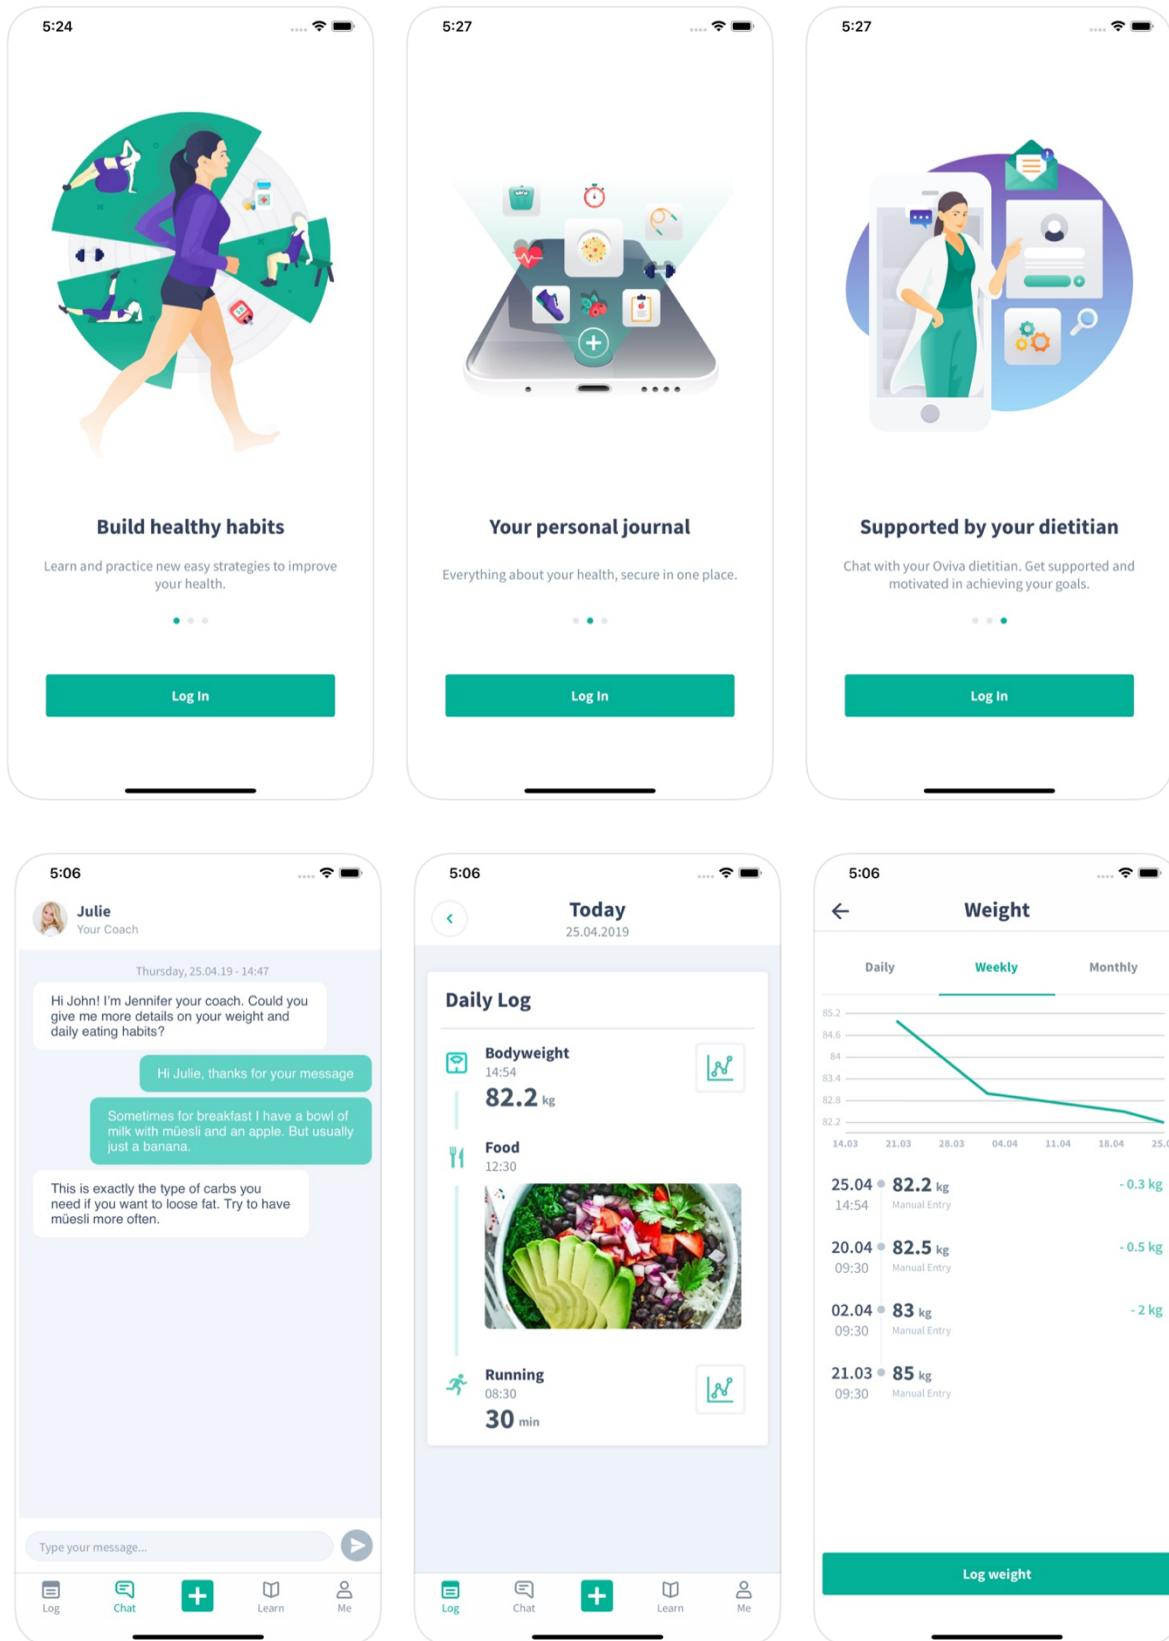 5:24
Build healthy habits
Learn and practice new easy strategies to improve
your health.
Log In
5:27
Your personal journal
Everything about your health, secure in one place.
Log In
5:27
Supported by your dietitian
Chat with your Oviva dietitian. Get supported and
motivated in achieving your goals.
Log In
5:06
Julie
Your Coach
Thursday, 25.04.19 - 14:47
Hi John! I'm Jennifer your coach. Could you
give me more details on your weight and
daily eating habits?
Hi Julie, thanks for your message
Sometimes for breakfast I have a bowl of
milk with müesli and an apple. But usually
just a banana.
This is exactly the type of carbs you
need if you want to loose fat. Try to have
müesli more often.
Type your message...
Log
Chat
Learn
Me
5:06
Today
25.04.2019
Daily Log
Bodyweight
14:54
82.2 kg
Food
12:30
Running
08:30
30 min
Log
Chat
Learn
Me
5:06
Weight
Daily Weekly Monthly
85.2
84.6
84
83.4
82.8
82.2
14.03 21.03 28.03 04.04 11.04 18.04 25.0
25.04 82.2 kg - 0.3 kg
14:54 Manual Entry
20.04 82.5 kg - 0.5 kg
09:30 Manual Entry
02.04 83 kg - 2 kg
09:30 Manual Entry
21.03 85 kg
09:30 Manual Entry
Log weight